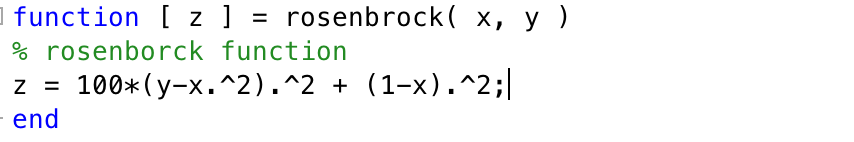 function [ z ] = rosenbrock( x, y )
% rosenborck function
z = 100*(y-x.^2).^2 + (1-x).^2;
end